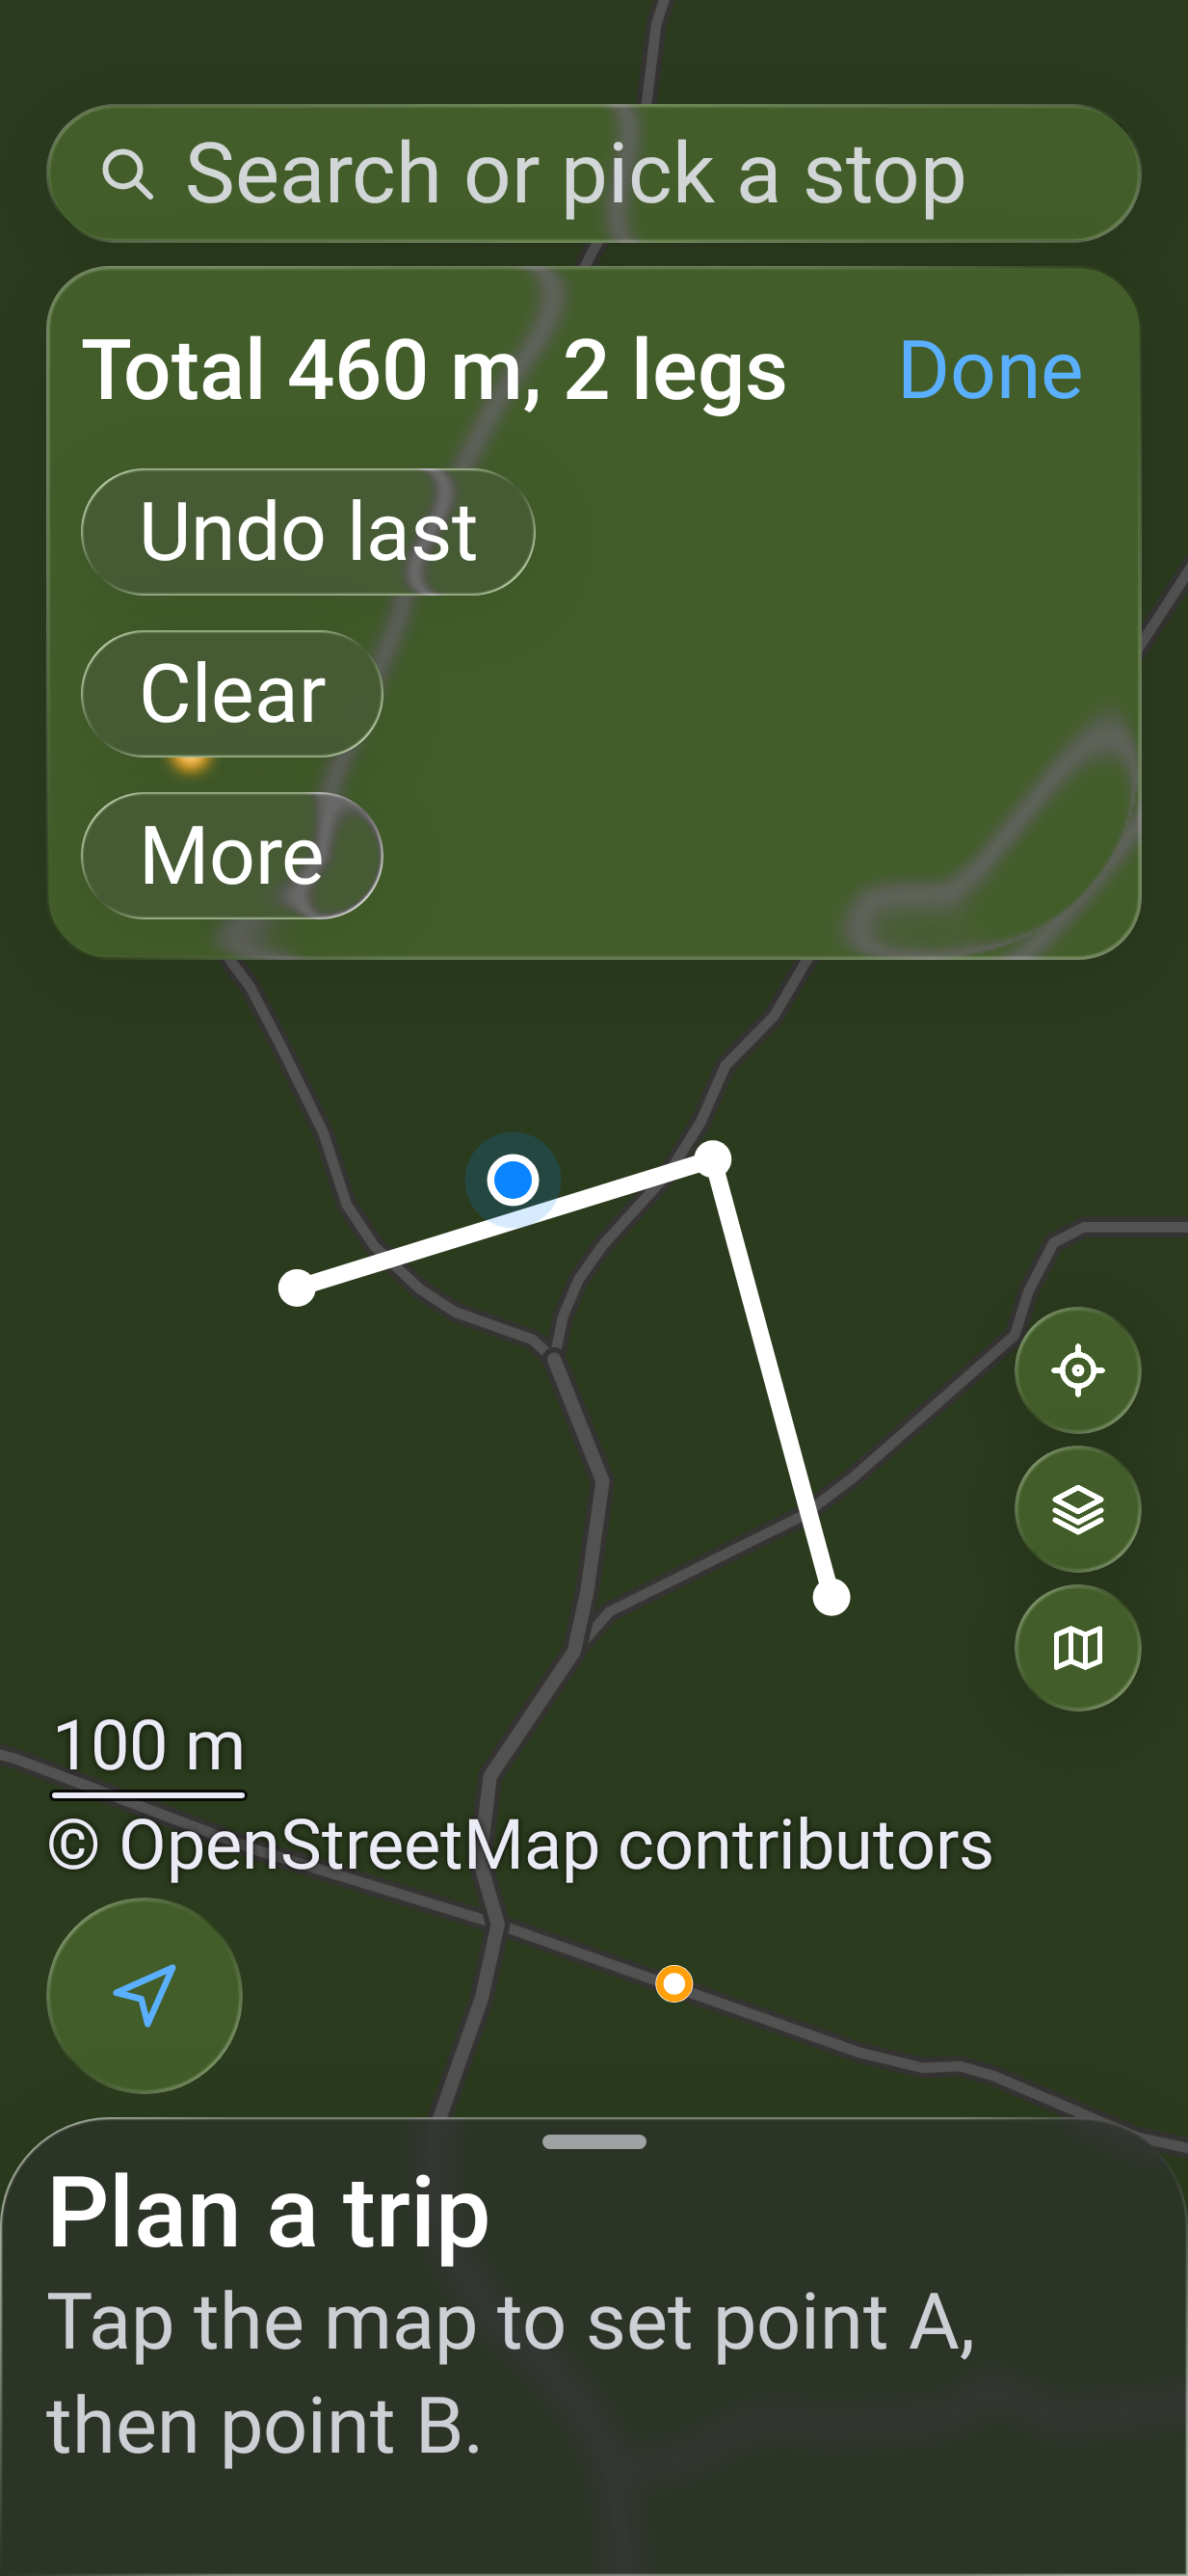 Search or pick a stop
Total 460 m, 2 legs
Done
Undo last
Clear
More
100 m
© OpenStreetMap contributors
Plan a trip
Tap the map to set point A,
then point B.